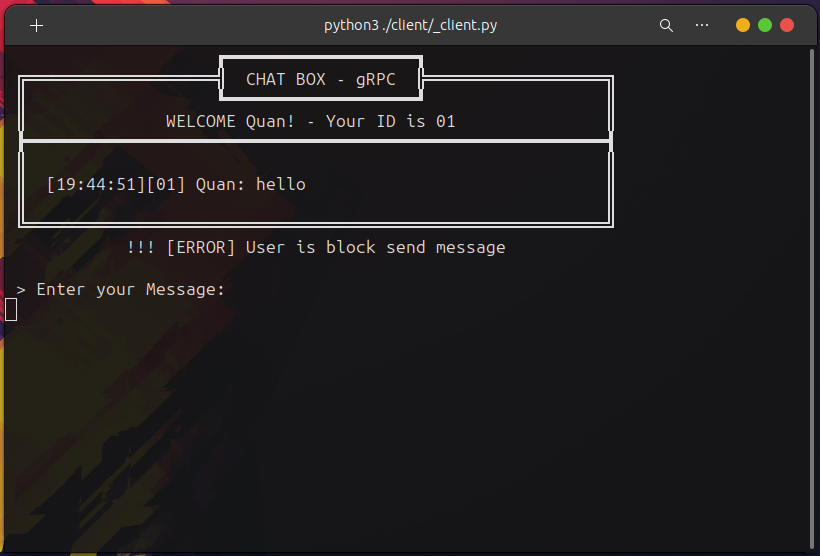 python3 ./client/_client.py
CHAT BOX - gRPC
WELCOME Quan! - Your ID is 01
[19:44:51][01] Quan: hello
!!! [ERROR] User is block send message
> Enter your Message: